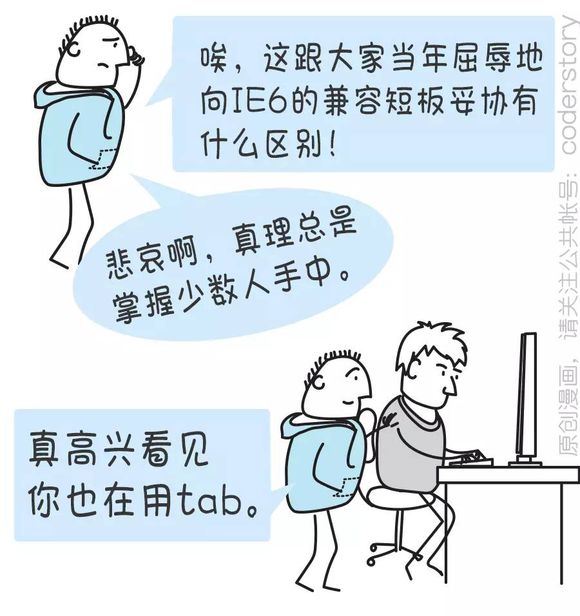 唉，这跟大家当年屈辱地
向IE6的兼容短板妥协有
什么区别！
悲哀啊，真理总是
掌握少数人手中。
真高兴看见
你也在用tab。
原创漫画，请关注公共帐号：coderstory